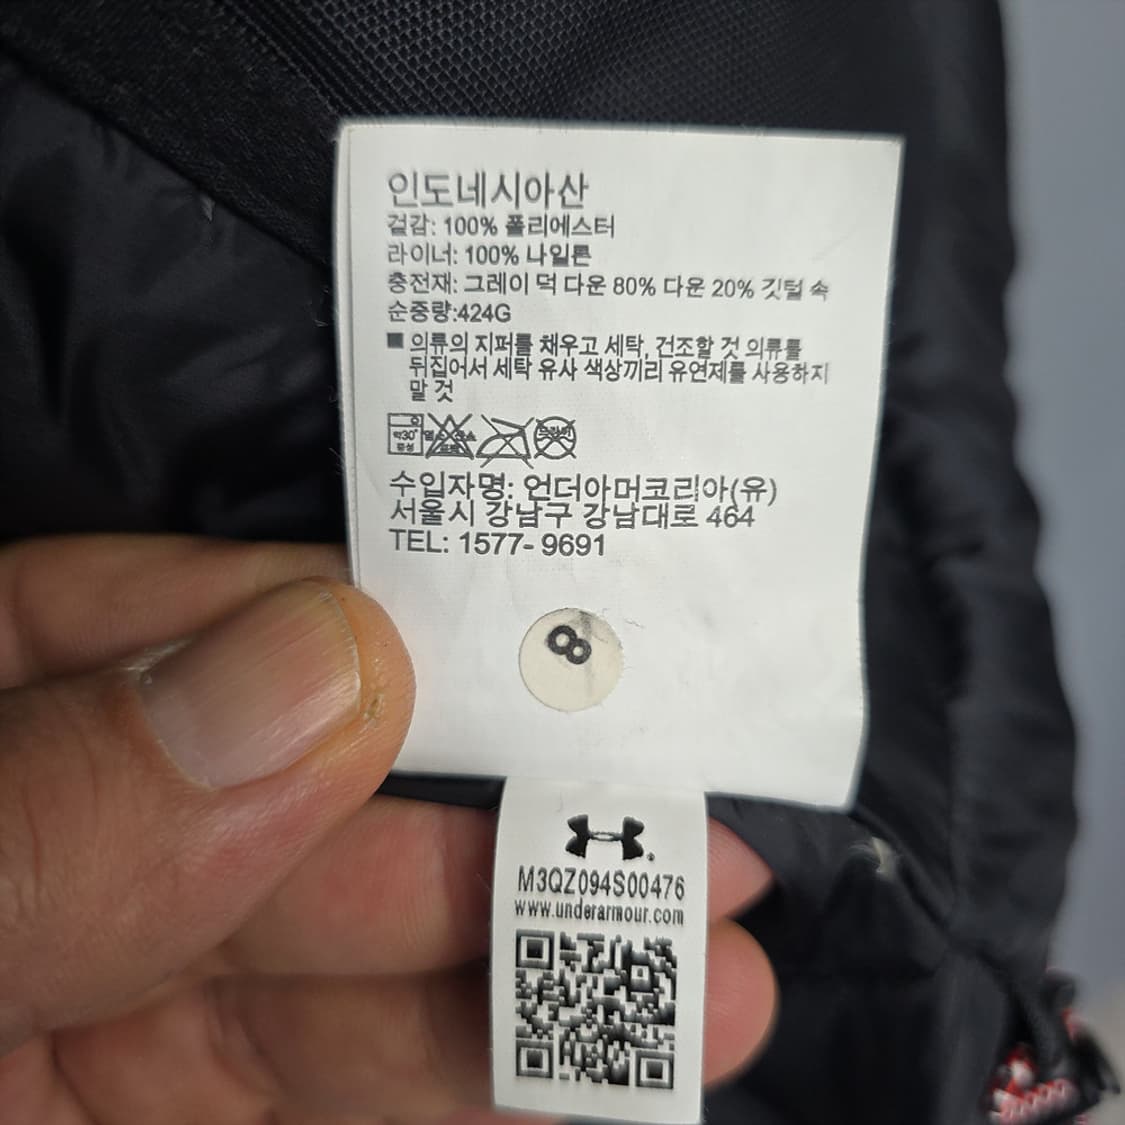 인도네시아산
겉감: 100% 폴리에스터
라이너: 100% 나일론
충전재: 그레이 덕 다운 80% 다운 20% 깃털 속
순중량:424G
■ 의류의 지퍼를 채우고 세탁, 건조할 것 의류를
뒤집어서 세탁 유사 색상끼리 유연제를 사용하지
말 것
약30˚
중성
수입자명: 언더아머코리아(유)
서울시 강남구 강남대로 464
TEL: 1577- 9691
8
M3QZ094S00476
www.underarmour.com